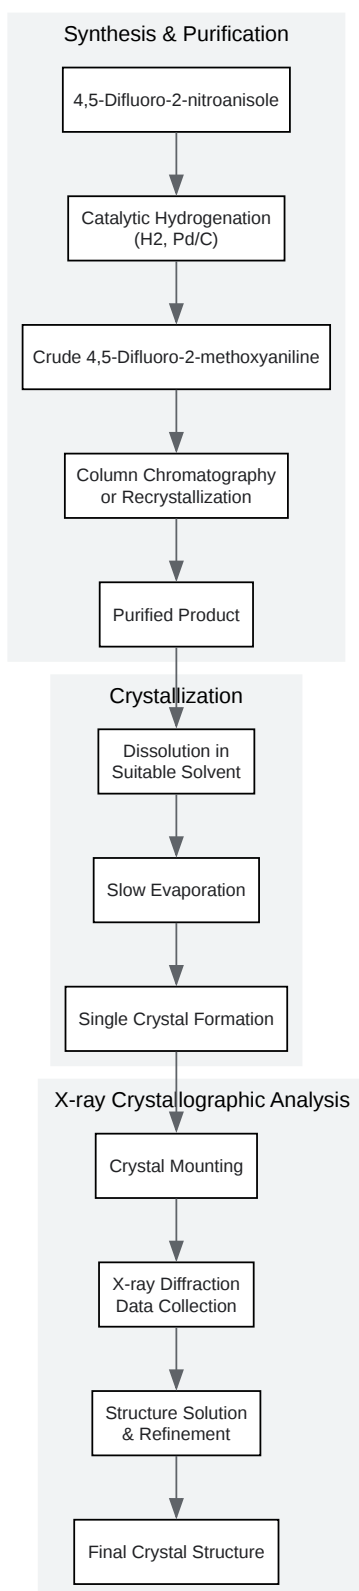 Synthesis & Purification
4,5-Difluoro-2-nitroanisole
Catalytic Hydrogenation
(H2, Pd/C)
Crude 4,5-Difluoro-2-methoxyaniline
Column Chromatography
or Recrystallization
Purified Product
Crystallization
Dissolution in
Suitable Solvent
Slow Evaporation
Single Crystal Formation
X-ray Crystallographic Analysis
Crystal Mounting
X-ray Diffraction
Data Collection
Structure Solution
& Refinement
Final Crystal Structure